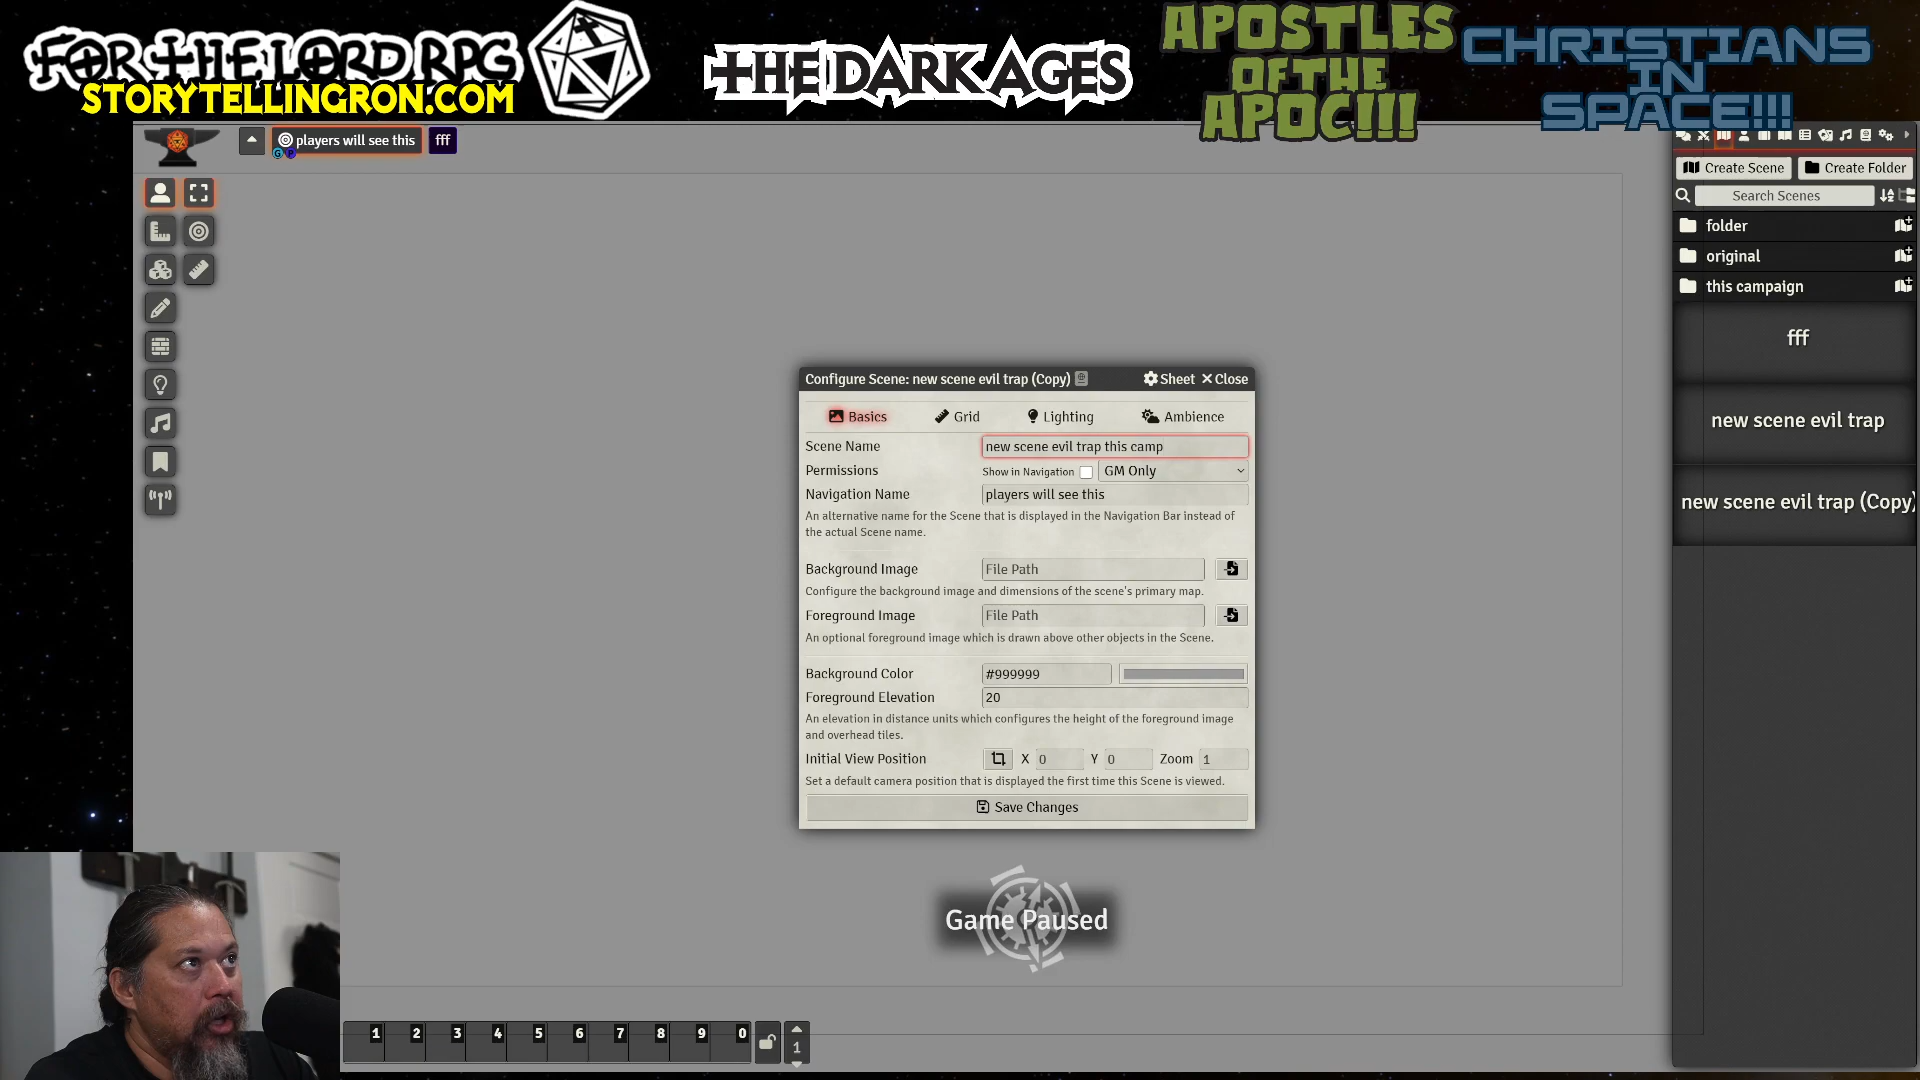 FOR THE LORD RPG
STORYTELLINGRON.COM
THE DARK AGES
APOSTLES
OF THE
APOC!!!
CHRISTIANS
IN
SPACE!!!
players will see this
fff
G
P
Create Scene
Create Folder
Search Scenes
folder
original
this campaign
fff
new scene evil trap
new scene evil trap (Copy)
Configure Scene: new scene evil trap (Copy)
Sheet
Close
Basics
Grid
Lighting
Ambience
Scene Name
new scene evil trap this camp
Permissions
Show in Navigation
GM Only
Navigation Name
players will see this
An alternative name for the Scene that is displayed in the Navigation Bar instead of
the actual Scene name.
Background Image
File Path
Configure the background image and dimensions of the scene's primary map.
Foreground Image
File Path
An optional foreground image which is drawn above other objects in the Scene.
Background Color
#999999
Foreground Elevation
20
An elevation in distance units which configures the height of the foreground image
and overhead tiles.
Initial View Position
X 0
Y 0
Zoom 1
Set a default camera position that is displayed the first time this Scene is viewed.
Save Changes
Game Paused
1 2 3 4 5 6 7 8 9 0
1